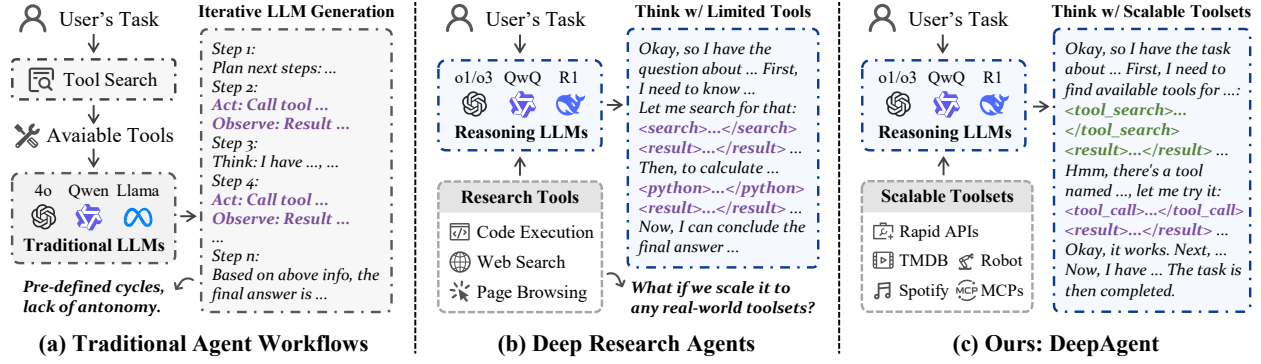 User's Task
Tool Search
Avaiable Tools
4o Qwen Llama
Traditional LLMs
Pre-defined cycles,
lack of antonomy.
Iterative LLM Generation
Step 1:
Plan next steps: ...
Step 2:
Act: Call tool ...
Observe: Result ...
Step 3:
Think: I have ..., ...
Step 4:
Act: Call tool ...
Observe: Result ...
...
Step n:
Based on above info, the
final answer is ...
(a) Traditional Agent Workflows
User's Task
o1/o3 QwQ R1
Reasoning LLMs
Research Tools
Code Execution
Web Search
Page Browsing
Think w/ Limited Tools
Okay, so I have the
question about ... First,
I need to know ...
Let me search for that:
<search>...</search>
<result>...</result> ...
Then, to calculate ...
<python>...</python>
<result>...</result> ...
Now, I can conclude the
final answer ...
What if we scale it to
any real-world toolsets?
(b) Deep Research Agents
User's Task
o1/o3 QwQ R1
Reasoning LLMs
Scalable Toolsets
Rapid APIs
TMDB Robot
Spotify MCP MCPs
Think w/ Scalable Toolsets
Okay, so I have the task
about ... First, I need to
find available tools for ...:
<tool_search>...
</tool_search>
<result>...</result> ...
Hmm, there's a tool
named ..., let me try it:
<tool_call>...</tool_call>
<result>...</result> ...
Okay, it works. Next, ...
Now, I have ... The task is
then completed.
(c) Ours: DeepAgent